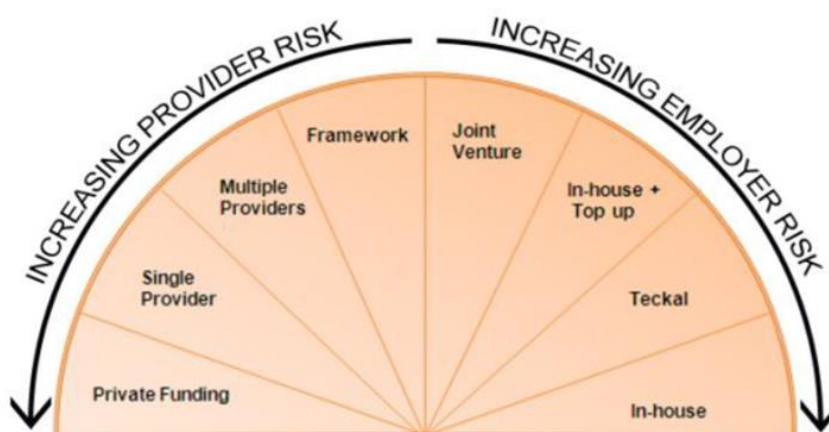 INCREASING PROVIDER RISK
INCREASING EMPLOYER RISK
Private Funding
Single
Provider
Multiple
Providers
Framework
Joint
Venture
In-house +
Top up
Teckal
In-house